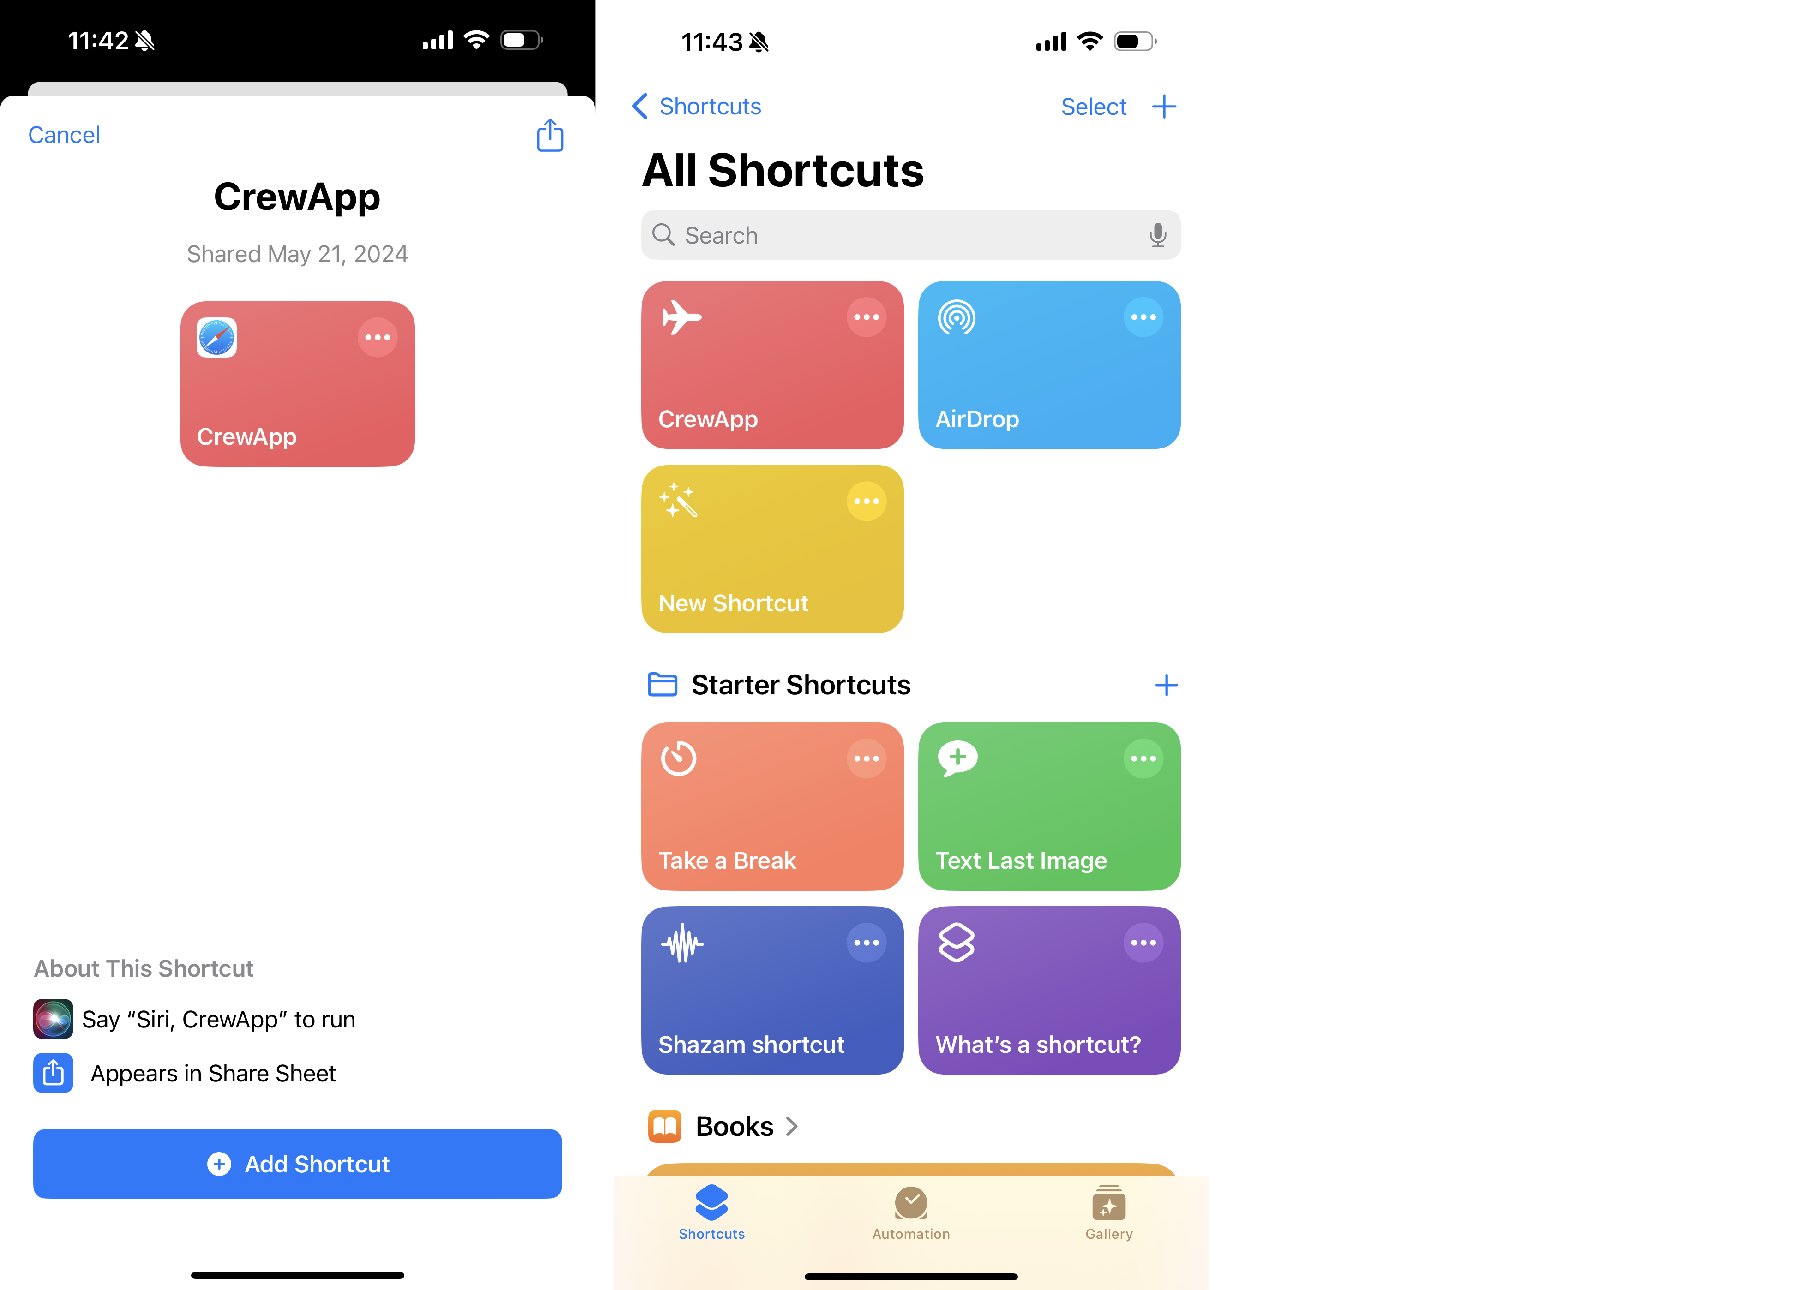 11:42
Cancel
CrewApp
Shared May 21, 2024
CrewApp
About This Shortcut
Say “Siri, CrewApp” to run
Appears in Share Sheet
Add Shortcut
11:43
Shortcuts
Select
All Shortcuts
Search
CrewApp
AirDrop
New Shortcut
Starter Shortcuts
Take a Break
Text Last Image
Shazam shortcut
What’s a shortcut?
Books
Shortcuts
Automation
Gallery